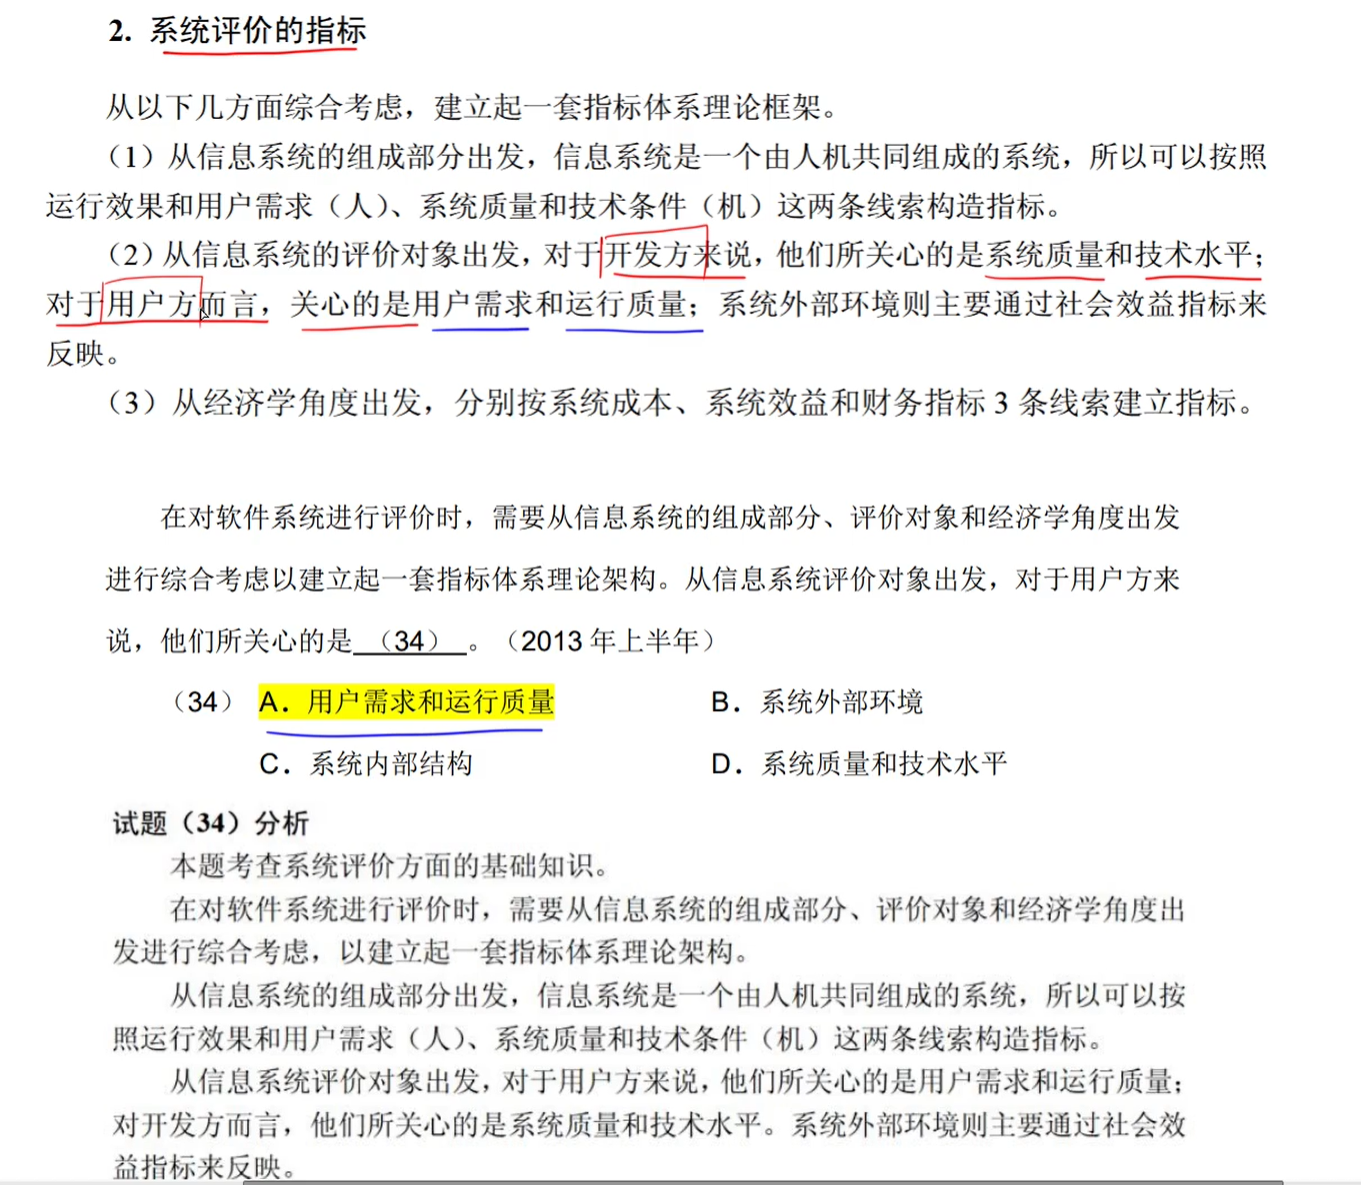 2. 系统评价的指标
从以下几方面综合考虑，建立起一套指标体系理论框架。
（1）从信息系统的组成部分出发，信息系统是一个由人机共同组成的系统，所以可以按照
运行效果和用户需求（人）、系统质量和技术条件（机）这两条线索构造指标。
（2）从信息系统的评价对象出发，对于开发方来说，他们所关心的是系统质量和技术水平；
对于用户方而言，关心的是用户需求和运行质量；系统外部环境则主要通过社会效益指标来
反映。
（3）从经济学角度出发，分别按系统成本、系统效益和财务指标 3 条线索建立指标。
在对软件系统进行评价时，需要从信息系统的组成部分、评价对象和经济学角度出发
进行综合考虑以建立起一套指标体系理论架构。从信息系统评价对象出发，对于用户方来
说，他们所关心的是（34）。（2013 年上半年）
（34） A．用户需求和运行质量 B．系统外部环境
C．系统内部结构 D．系统质量和技术水平
试题（34）分析
本题考查系统评价方面的基础知识。
在对软件系统进行评价时，需要从信息系统的组成部分、评价对象和经济学角度出
发进行综合考虑，以建立起一套指标体系理论架构。
从信息系统的组成部分出发，信息系统是一个由人机共同组成的系统，所以可以按
照运行效果和用户需求（人）、系统质量和技术条件（机）这两条线索构造指标。
从信息系统评价对象出发，对于用户方来说，他们所关心的是用户需求和运行质量；
对开发方而言，他们所关心的是系统质量和技术水平。系统外部环境则主要通过社会效
益指标来反映。